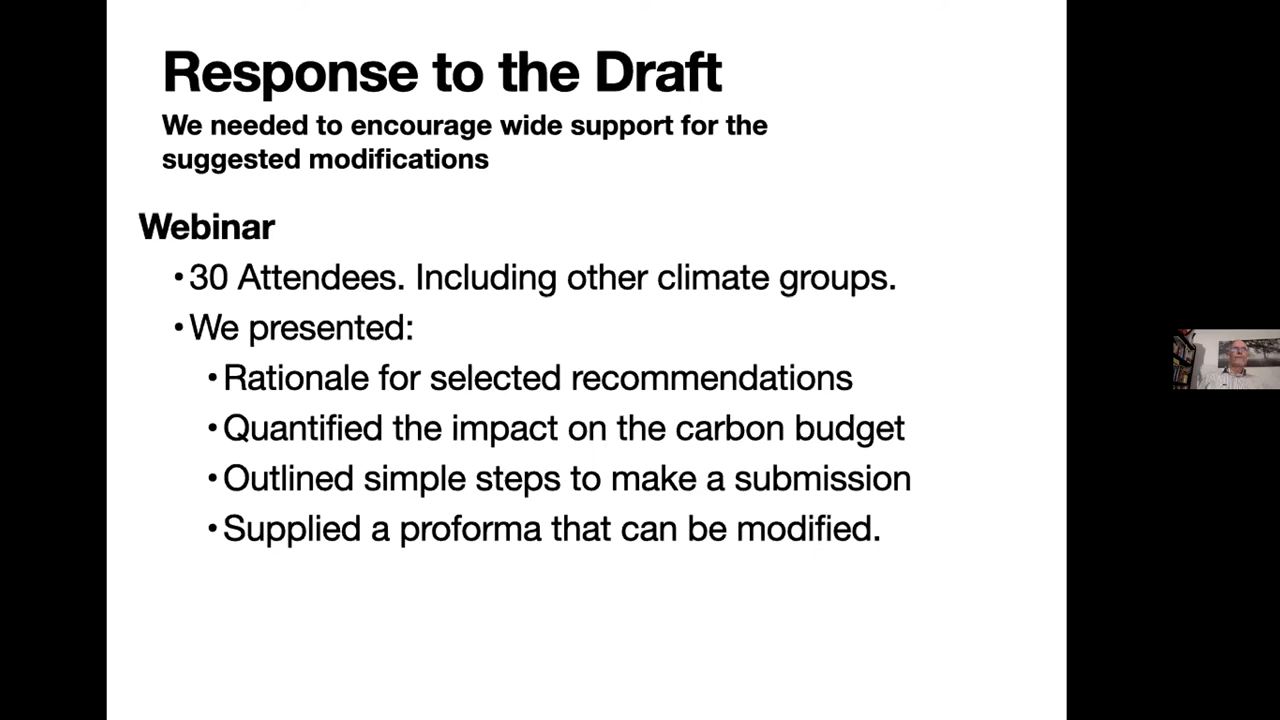 Response to the Draft
We needed to encourage wide support for the
suggested modifications
Webinar
•30 Attendees. Including other climate groups.
•We presented:
•Rationale for selected recommendations
•Quantified the impact on the carbon budget
•Outlined simple steps to make a submission
•Supplied a proforma that can be modified.